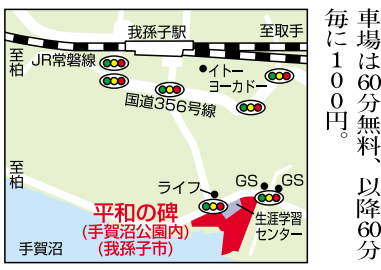 車場は60分無料、以降60分
毎に100円。
我孫子駅
至取手
至柏
JR常磐線
イトー
ヨーカドー
国道356号線
至柏
ライフ
GS
GS
平和の碑
(手賀沼公園内)
(我孫子市)
生涯学習
センター
手賀沼